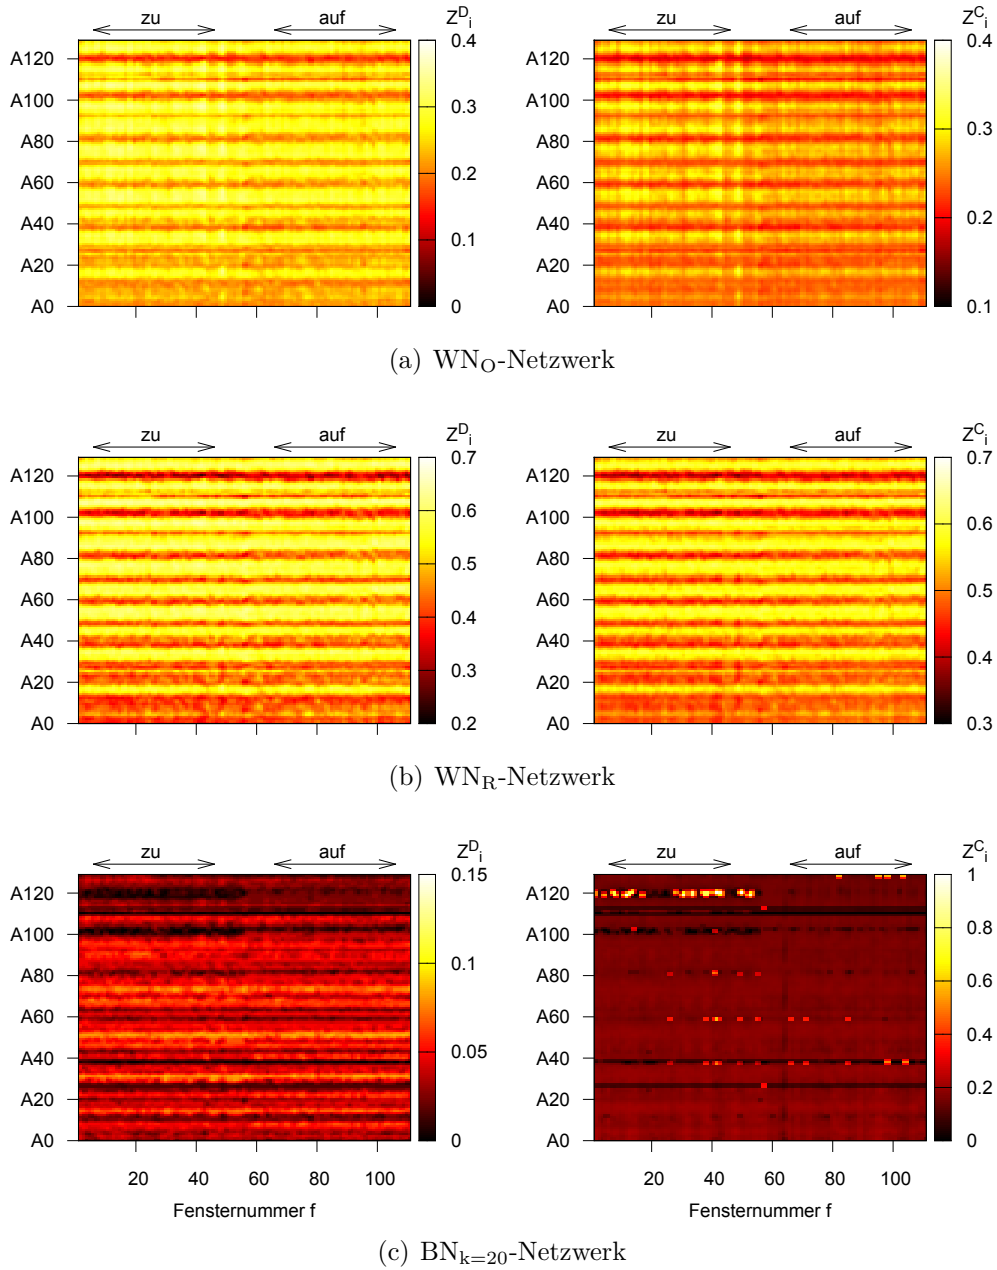 zu auf Z^D_i zu auf Z^C_i
A120 0.4 A120 0.4
A100 0.3 A100
A80 A80 0.3
A60 0.2 A60
A40 A40 0.2
A20 0.1 A20
A0 0 A0 0.1
(a) WN_O-Netzwerk
zu auf Z^D_i zu auf Z^C_i
A120 0.7 A120 0.7
A100 0.6 A100 0.6
A80 0.5 A80
A60 A60 0.5
A40 0.4 A40
A20 0.3 A20 0.4
A0 0.2 A0 0.3
(b) WN_R-Netzwerk
zu auf Z^D_i zu auf Z^C_i
A120 0.15 A120 1
A100 A100 0.8
A80 0.1 A80
A60 A60 0.6
A40 0.05 A40 0.4
A20 A20 0.2
A0 0 A0 0
20 40 60 80 100 20 40 60 80 100
Fensternummer f Fensternummer f
(c) BN_{k=20}-Netzwerk